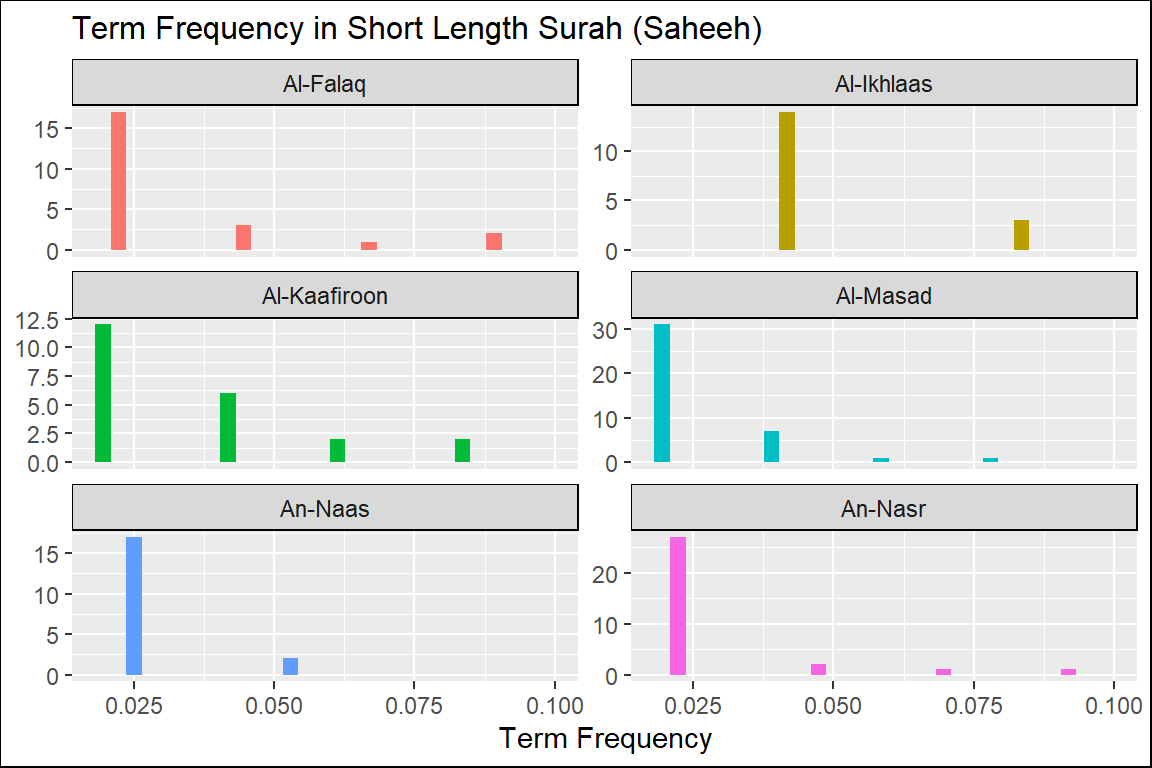 Term Frequency in Short Length Surah (Saheeh)
Al-Falaq
15
10
5
0
Al-Ikhlaas
10
5
0
Al-Kaafiroon
12.5
10.0
7.5
5.0
2.5
0.0
Al-Masad
30
20
10
0
An-Naas
15
10
5
0
An-Nasr
20
10
0
0.025 0.050 0.075 0.100
0.025 0.050 0.075 0.100
Term Frequency